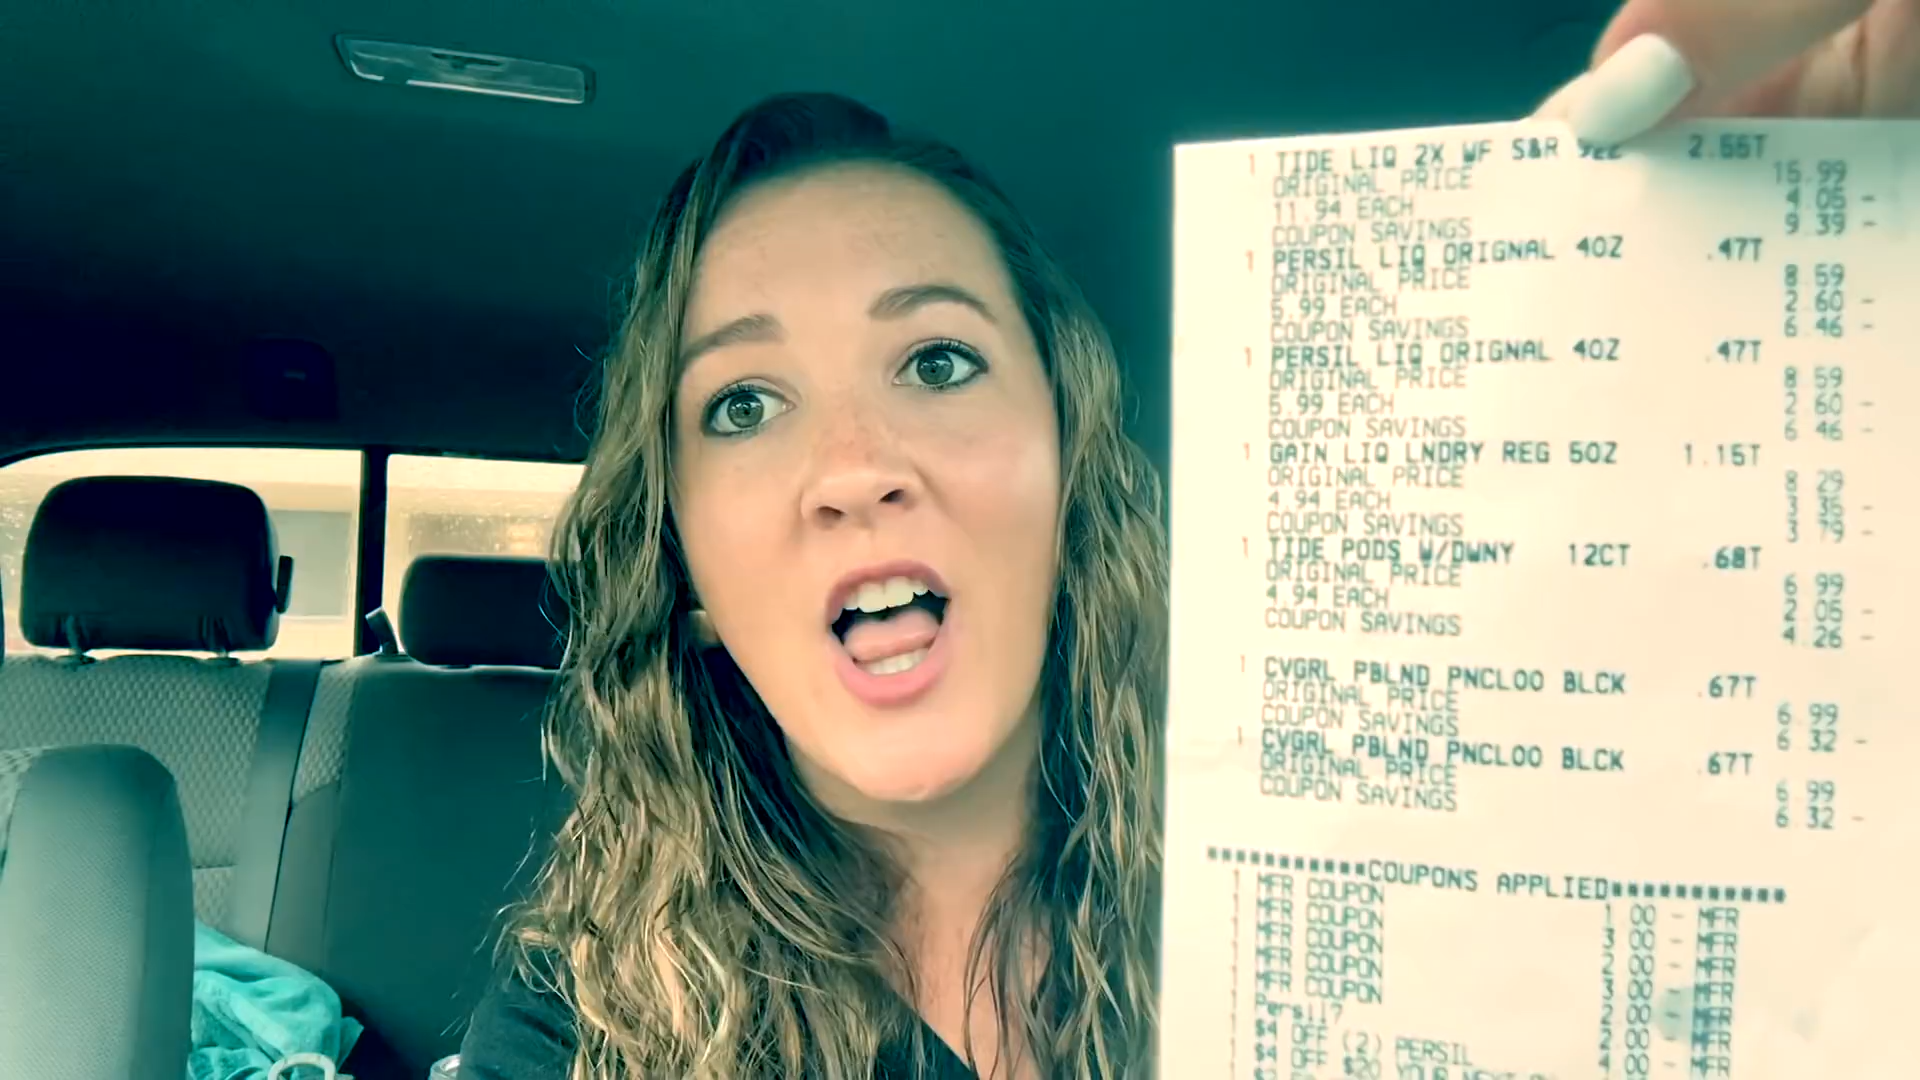 1 TIDE LIQ 2X WF S&R 92Z 2.55T
ORIGINAL PRICE 15.99
11.94 EACH 4.05 -
COUPON SAVINGS 9.39 -
1 PERSIL LIQ ORIGNAL 40Z .47T
ORIGINAL PRICE 8.59
5.99 EACH 2.60 -
COUPON SAVINGS 6.46 -
1 PERSIL LIQ ORIGNAL 40Z .47T
ORIGINAL PRICE 8.59
5.99 EACH 2.60 -
COUPON SAVINGS 6.46 -
1 GAIN LIQ LNDRY REG 50Z 1.15T
ORIGINAL PRICE 8.29
4.94 EACH 3.35 -
COUPON SAVINGS 3.79 -
1 TIDE PODS W/DWNY 12CT .68T
ORIGINAL PRICE 6.99
4.94 EACH 2.05 -
COUPON SAVINGS 4.26 -
1 CVGRL PBLND PNCLOO BLCK .67T
ORIGINAL PRICE 6.99
COUPON SAVINGS 6.32 -
1 CVGRL PBLND PNCLOO BLCK .67T
ORIGINAL PRICE 6.99
COUPON SAVINGS 6.32 -
***********COUPONS APPLIED***********
1 MFR COUPON 1.00 - MFR
1 MFR COUPON 3.00 - MFR
1 MFR COUPON 2.00 - MFR
1 MFR COUPON 3.00 - MFR
1 MFR COUPON 2.00 - MFR
Persil?
$4 OFF (2) PERSIL 4.00 - MFR
$4 OFF $20 YOUR NEXT